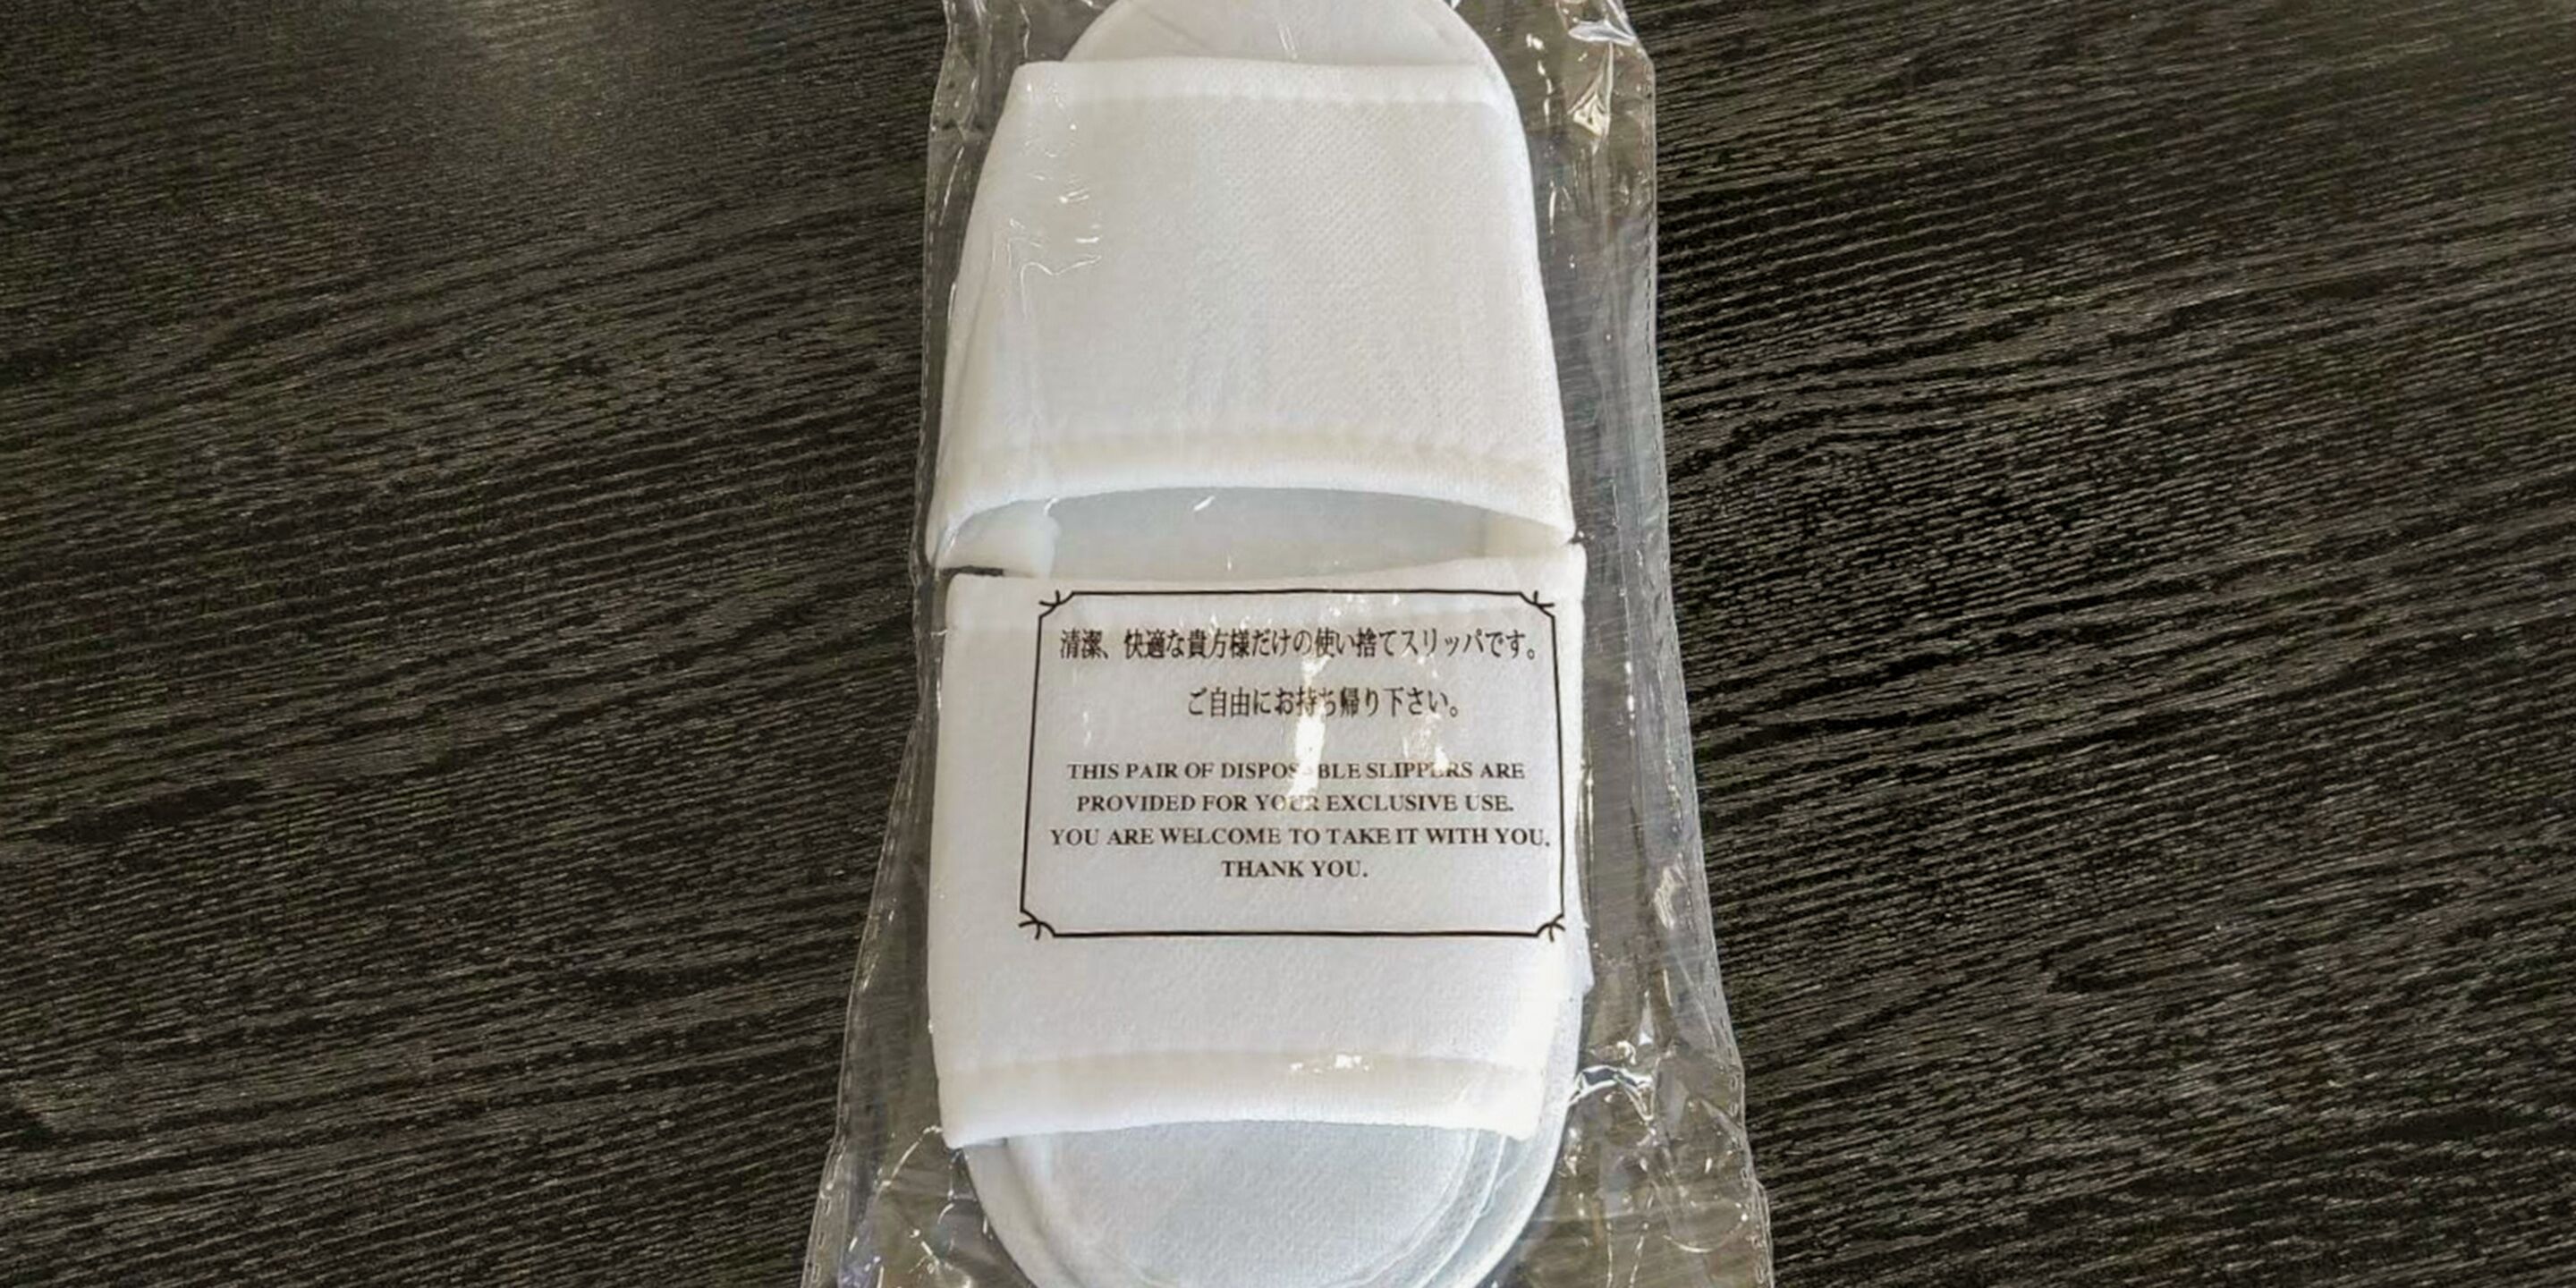 清潔、快適な貴方様だけの使い捨てスリッパです。
ご自由にお持ち帰り下さい。
THIS PAIR OF DISPOSABLE SLIPPERS ARE
PROVIDED FOR YOUR EXCLUSIVE USE.
YOU ARE WELCOME TO TAKE IT WITH YOU.
THANK YOU.